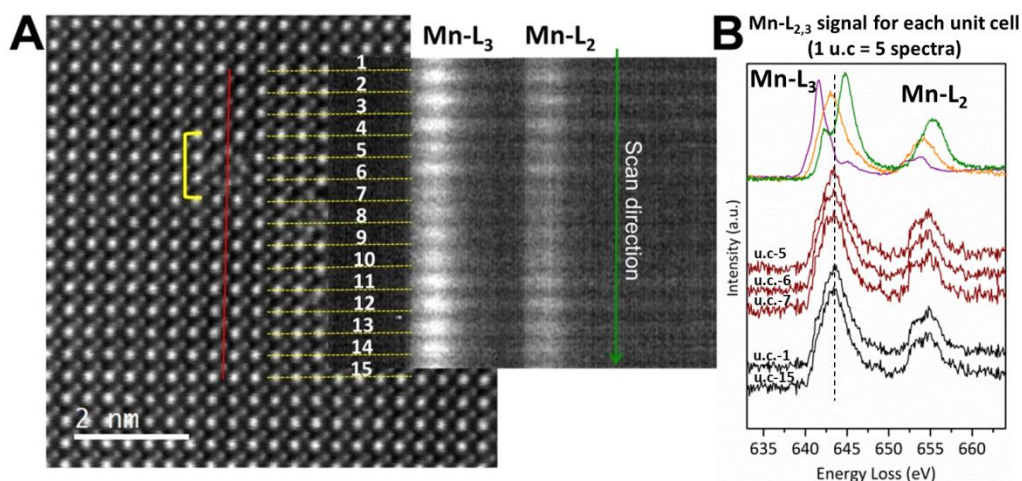 A
Mn-L3 Mn-L2
1
2
3
4
5
6
7
8
9
10
11
12
13
14
15
Scan direction
2 nm
B
Mn-L2,3 signal for each unit cell
(1 u.c = 5 spectra)
Mn-L3
Mn-L2
u.c-5
u.c.-6
u.c.-7
u.c.-1
u.c-15
Intensity (a.u.)
635 640 645 650 655 660
Energy Loss (eV)